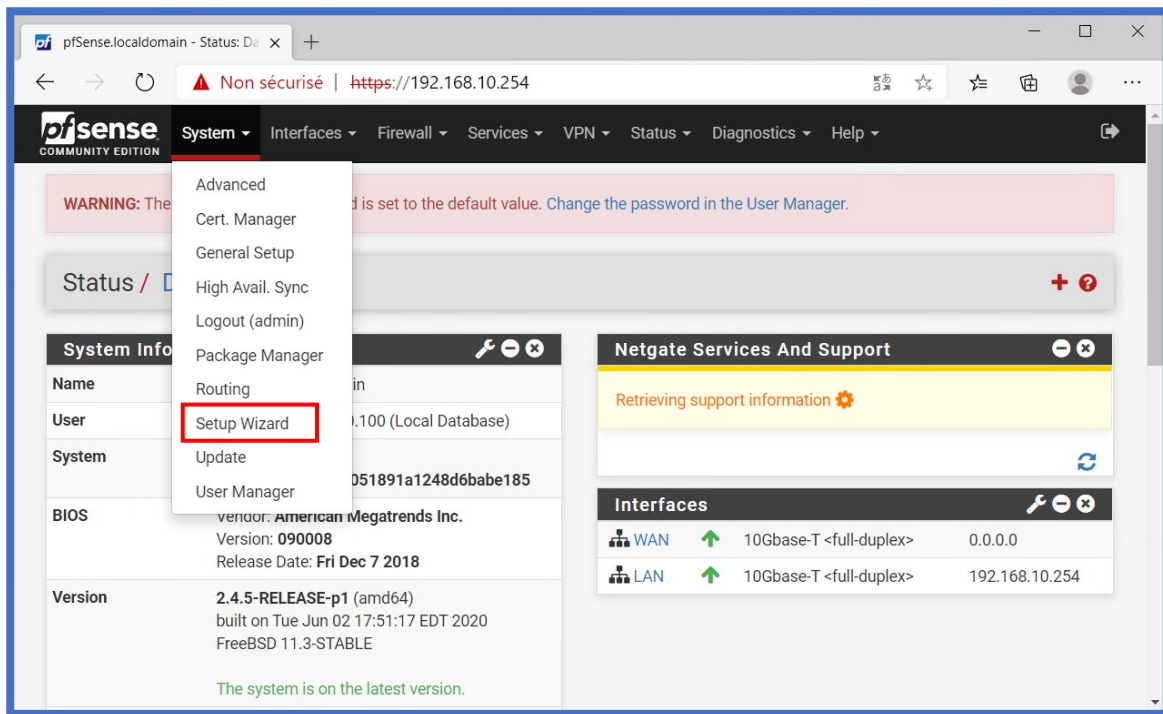 pfSense.localdomain - Status: Da
Non sécurisé | https://192.168.10.254
pfsense System Interfaces Firewall Services VPN Status Diagnostics Help
COMMUNITY EDITION
Advanced
Cert. Manager
General Setup
High Avail. Sync
Logout (admin)
Package Manager
Routing
Setup Wizard
Update
User Manager
WARNING: The is set to the default value. Change the password in the User Manager.
Status /
System Info
Name
User .100 (Local Database)
System
051891a1248d6babe185
BIOS Vendor: American Megatrends Inc.
Version: 090008
Release Date: Fri Dec 7 2018
Version 2.4.5-RELEASE-p1 (amd64)
built on Tue Jun 02 17:51:17 EDT 2020
FreeBSD 11.3-STABLE
The system is on the latest version.
Netgate Services And Support
Retrieving support information
Interfaces
WAN 10Gbase-T <full-duplex> 0.0.0.0
LAN 10Gbase-T <full-duplex> 192.168.10.254